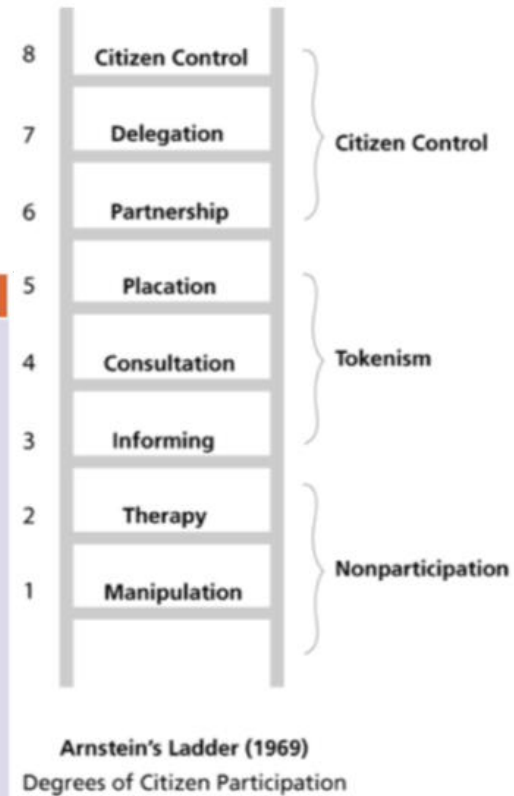 8 Citizen Control
7 Delegation
Citizen Control
6 Partnership
5 Placation
4 Consultation
Tokenism
3 Informing
2 Therapy
Nonparticipation
1 Manipulation
Arnstein's Ladder (1969)
Degrees of Citizen Participation